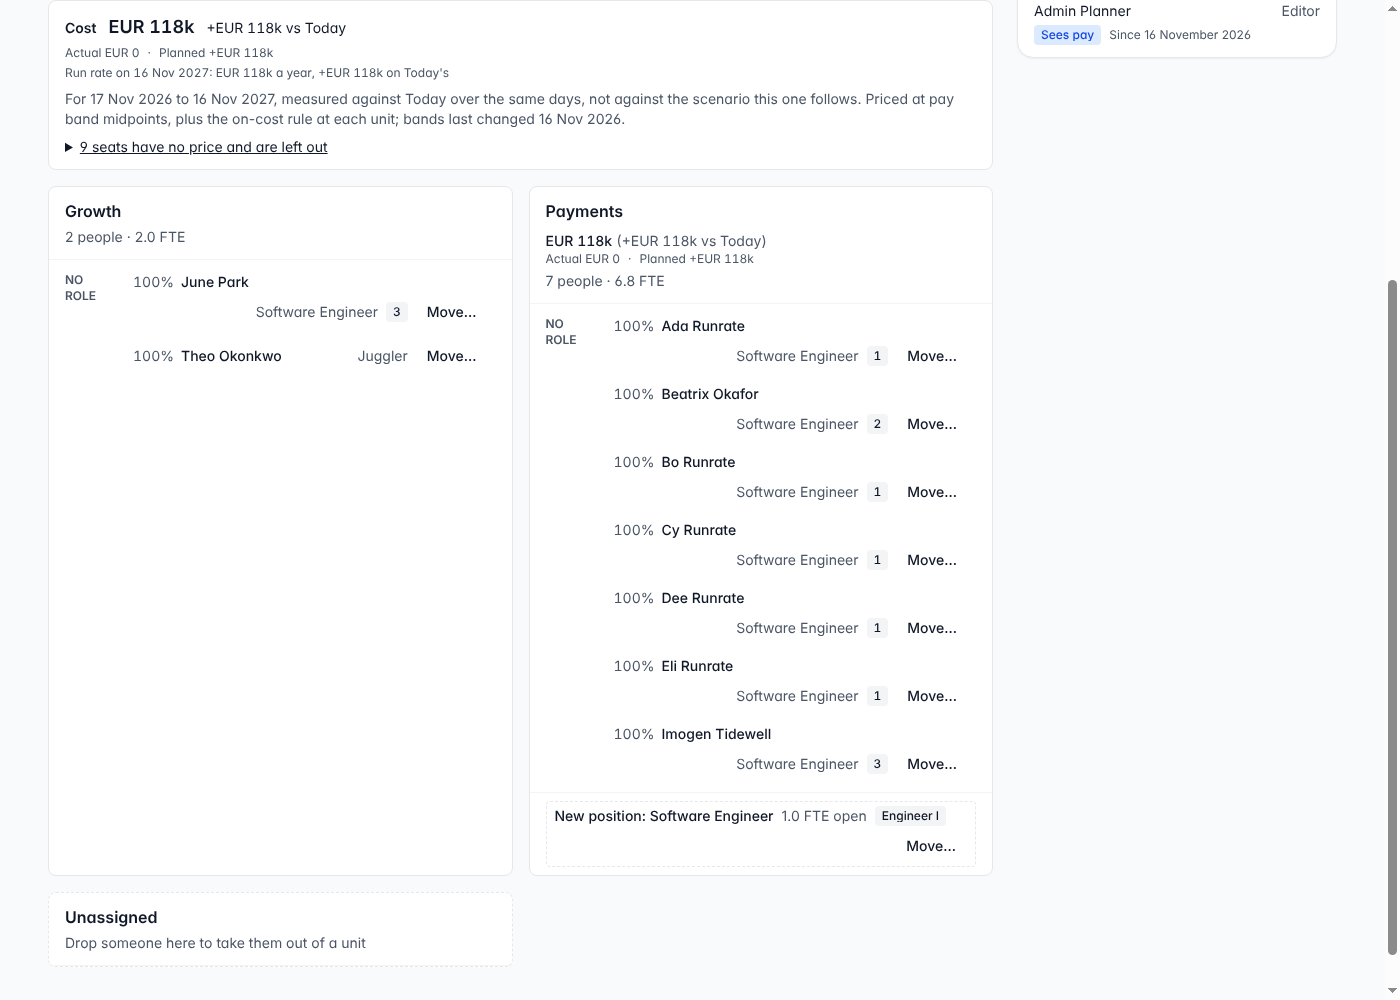 Cost EUR 118k +EUR 118k vs Today
Actual EUR 0 · Planned +EUR 118k
Run rate on 16 Nov 2027: EUR 118k a year, +EUR 118k on Today's
For 17 Nov 2026 to 16 Nov 2027, measured against Today over the same days, not against the scenario this one follows. Priced at pay
band midpoints, plus the on-cost rule at each unit; bands last changed 16 Nov 2026.
9 seats have no price and are left out
Admin Planner Editor
Sees pay Since 16 November 2026
Growth
2 people · 2.0 FTE
NO
ROLE
100% June Park
Software Engineer 3 Move...
100% Theo Okonkwo Juggler Move...
Payments
EUR 118k (+EUR 118k vs Today)
Actual EUR 0 · Planned +EUR 118k
7 people · 6.8 FTE
NO
ROLE
100% Ada Runrate
Software Engineer 1 Move...
100% Beatrix Okafor
Software Engineer 2 Move...
100% Bo Runrate
Software Engineer 1 Move...
100% Cy Runrate
Software Engineer 1 Move...
100% Dee Runrate
Software Engineer 1 Move...
100% Eli Runrate
Software Engineer 1 Move...
100% Imogen Tidewell
Software Engineer 3 Move...
New position: Software Engineer 1.0 FTE open Engineer I
Move...
Unassigned
Drop someone here to take them out of a unit